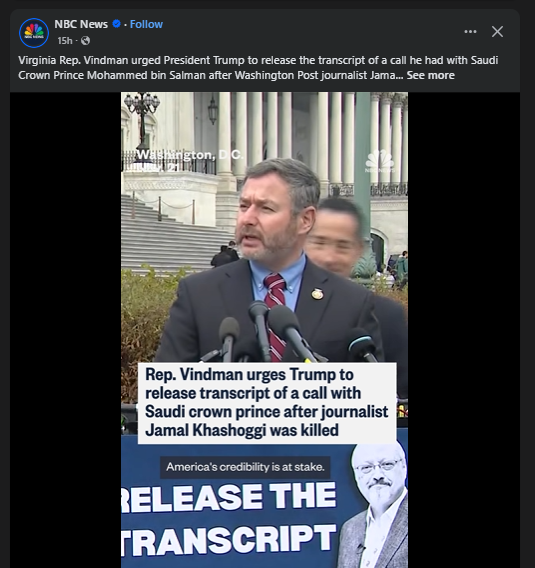 NBC News · Follow
15h ·
Virginia Rep. Vindman urged President Trump to release the transcript of a call he had with Saudi
Crown Prince Mohammed bin Salman after Washington Post journalist Jama... See more
Washington, D.C.
Rep. Vindman urges Trump to
release transcript of a call with
Saudi crown prince after journalist
Jamal Khashoggi was killed
America's credibility is at stake.
RELEASE THE
TRANSCRIPT